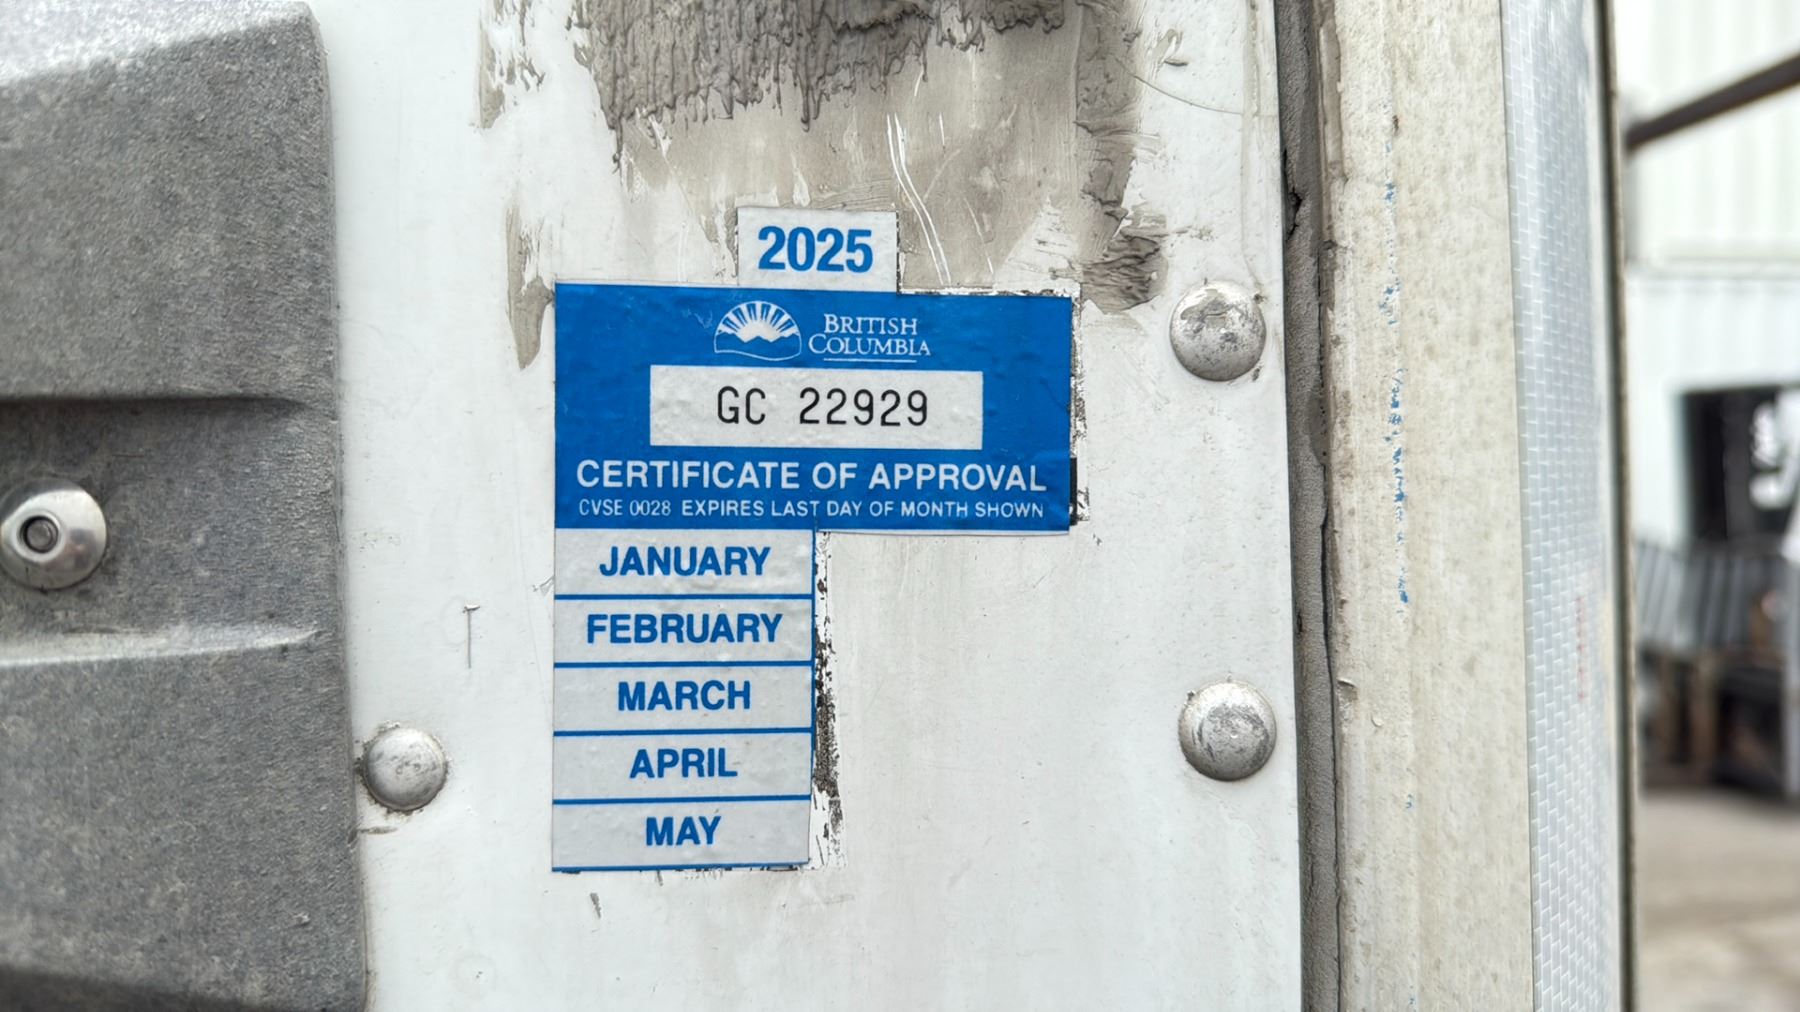 2025
BRITISH
COLUMBIA
GC 22929
CERTIFICATE OF APPROVAL
CVSE 0028 EXPIRES LAST DAY OF MONTH SHOWN
JANUARY
FEBRUARY
MARCH
APRIL
MAY